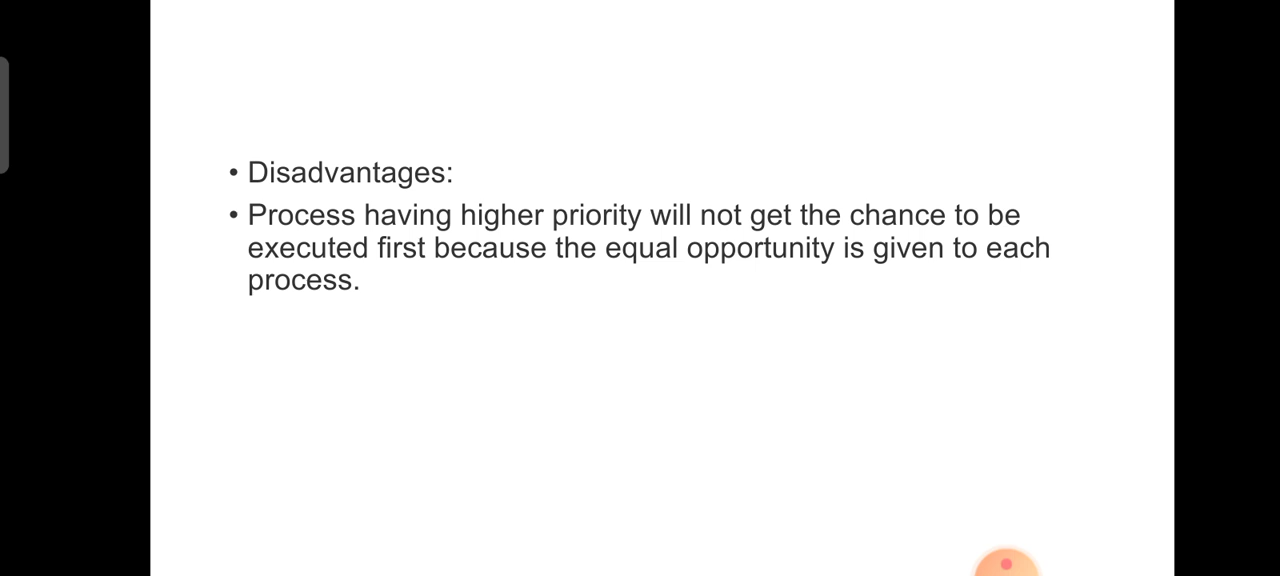 • Disadvantages:
• Process having higher priority will not get the chance to be
executed first because the equal opportunity is given to each
process.